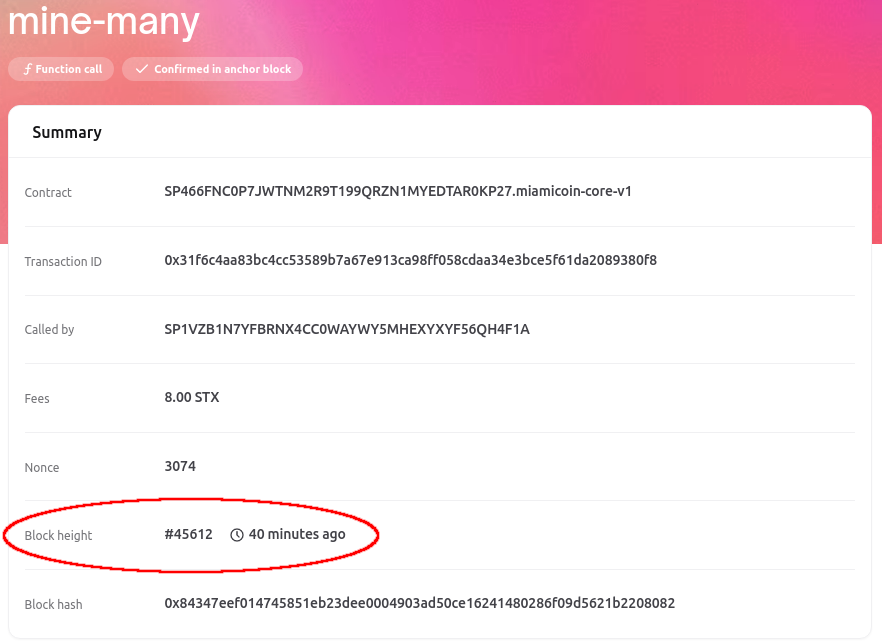 mine-many
ƒ Function call Confirmed in anchor block
Summary
Contract SP466FNC0P7JWTNM2R9T199QRZN1MYEDTAR0KP27.miamicoin-core-v1
Transaction ID 0x31f6c4aa83bc4cc53589b7a67e913ca98ff058cdaa34e3bce5f61da2089380f8
Called by SP1VZB1N7YFBRNX4CC0WAYWY5MHEXYXYF56QH4F1A
Fees 8.00 STX
Nonce 3074
Block height #45612 40 minutes ago
Block hash 0x84347eef014745851eb23dee0004903ad50ce16241480286f09d5621b2208082